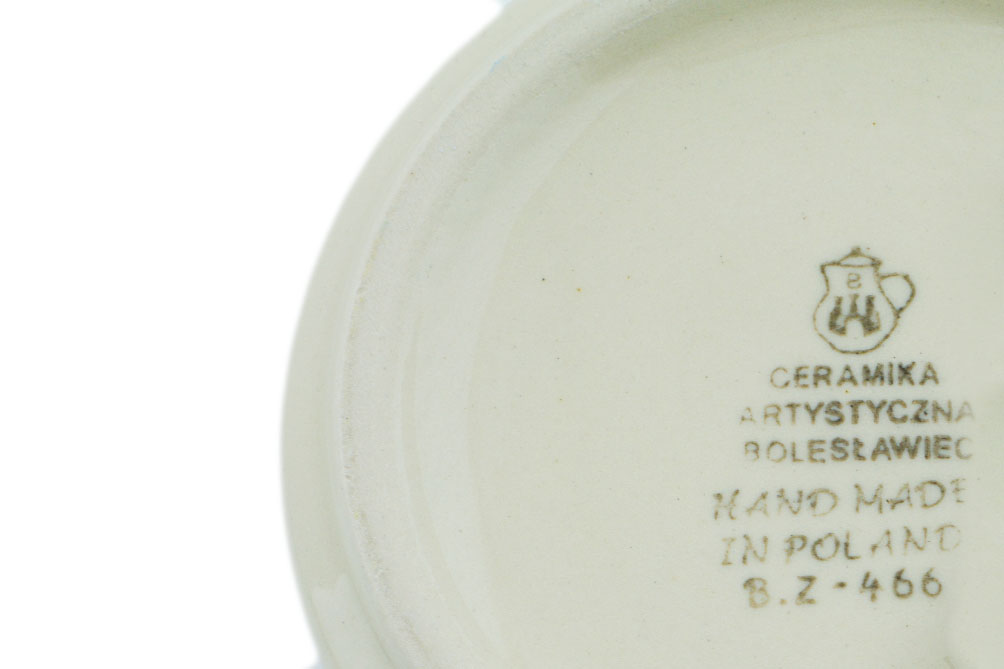 B
CERAMIKA
ARTYSTYCZNA
BOLESŁAWIEC
HAND MADE
IN POLAND
B.Z-466